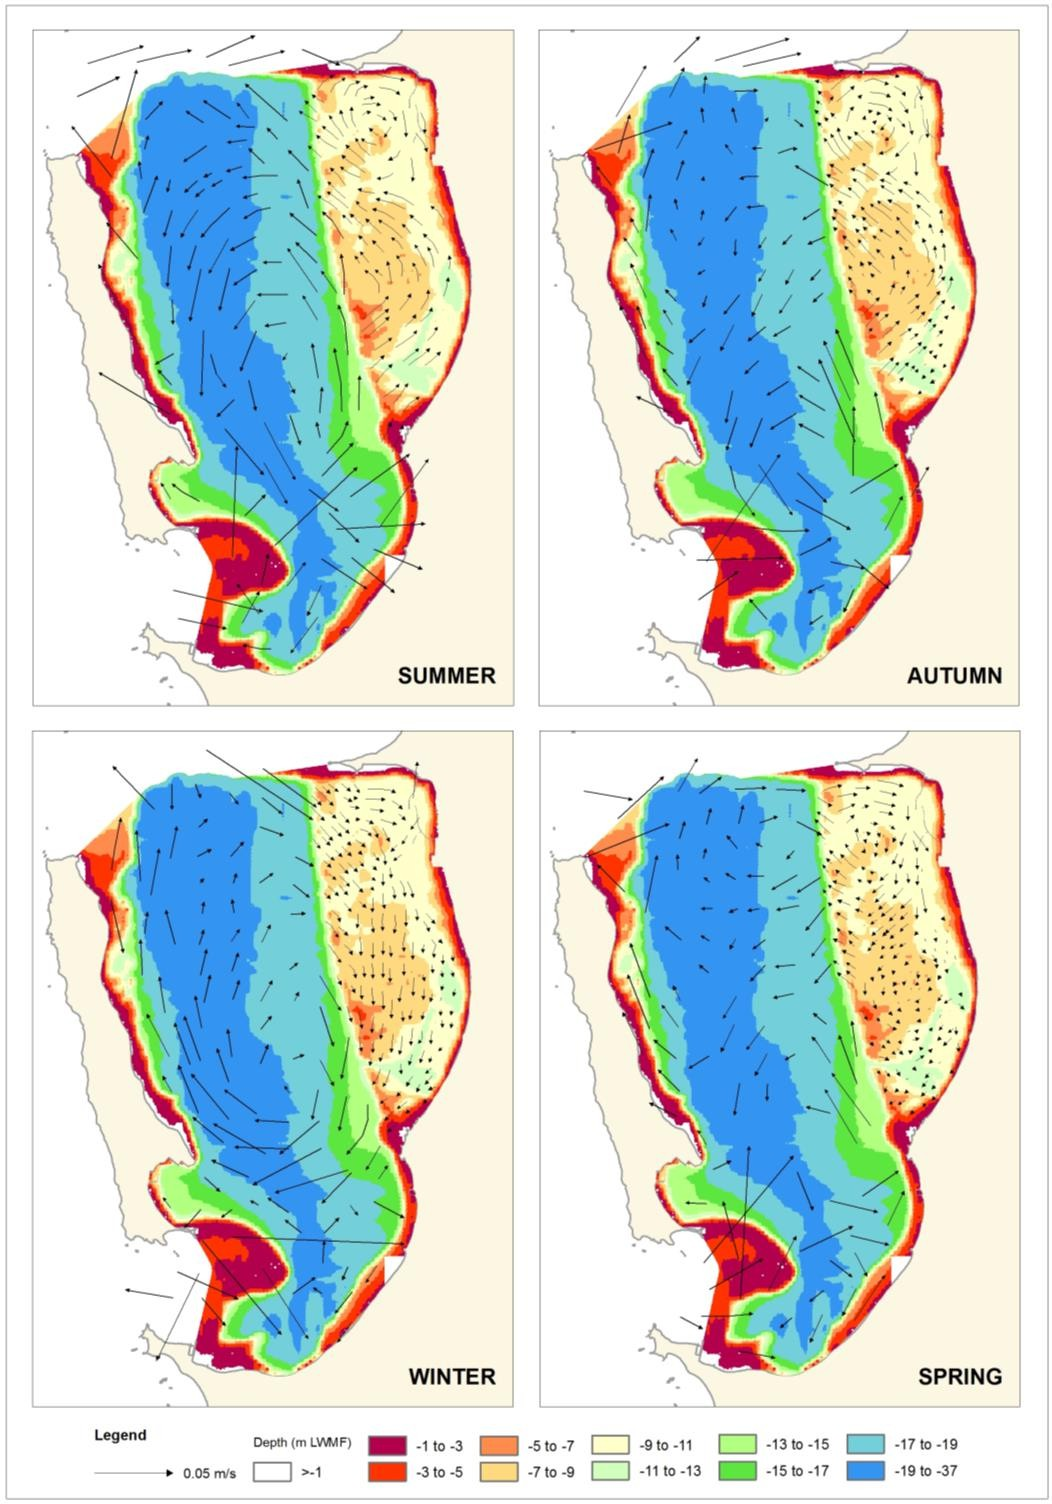 SUMMER
AUTUMN
WINTER
SPRING
Legend
0.05 m/s
Depth (m LWMF)
>-1
-1 to -3
-3 to -5
-5 to -7
-7 to -9
-9 to -11
-11 to -13
-13 to -15
-15 to -17
-17 to -19
-19 to -37